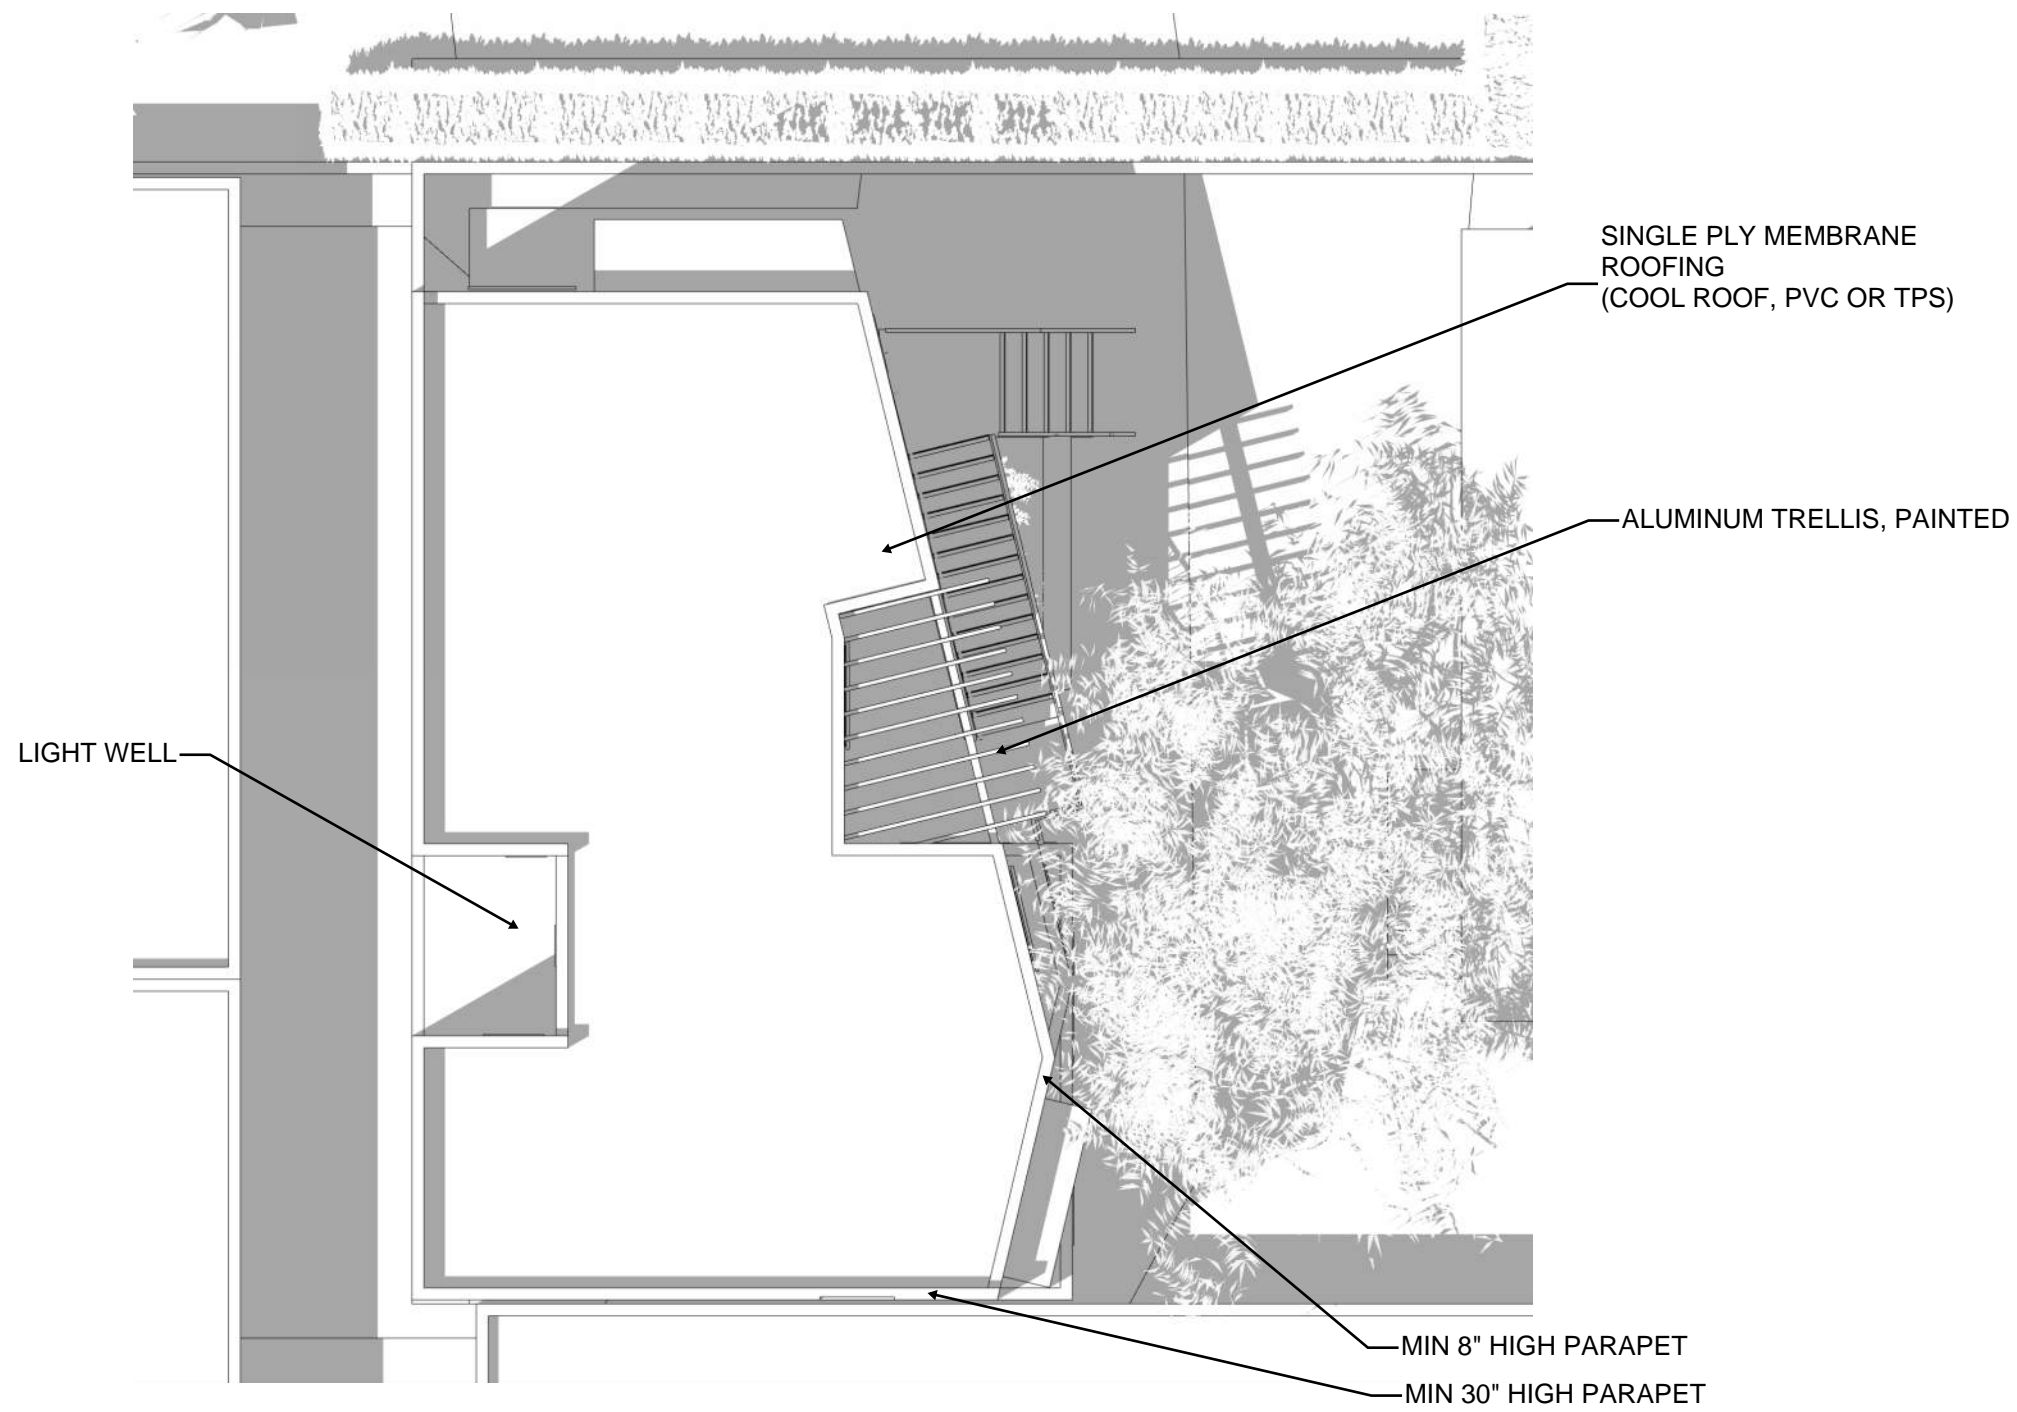 SINGLE PLY MEMBRANE
ROOFING
(COOL ROOF, PVC OR TPS)
ALUMINUM TRELLIS, PAINTED
LIGHT WELL
MIN 8" HIGH PARAPET
MIN 30" HIGH PARAPET